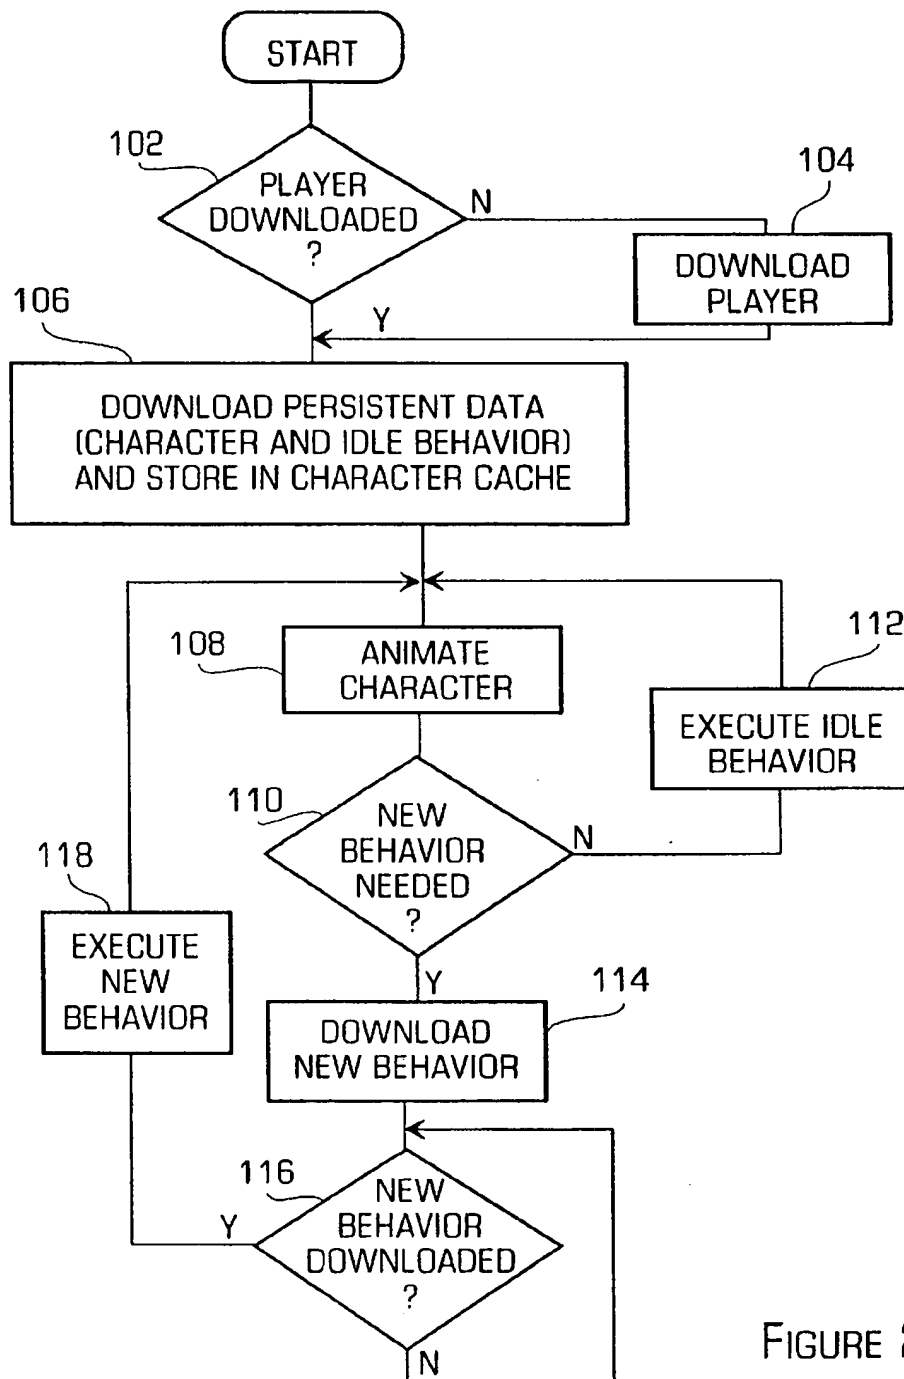 START
102
PLAYER
DOWNLOADED
?
N
104
DOWNLOAD
PLAYER
Y
106
DOWNLOAD PERSISTENT DATA
(CHARACTER AND IDLE BEHAVIOR)
AND STORE IN CHARACTER CACHE
108
ANIMATE
CHARACTER
112
EXECUTE IDLE
BEHAVIOR
110
NEW
BEHAVIOR
NEEDED
?
N
118
EXECUTE
NEW
BEHAVIOR
Y
114
DOWNLOAD
NEW BEHAVIOR
116
NEW
BEHAVIOR
DOWNLOADED
?
Y
N
FIGURE